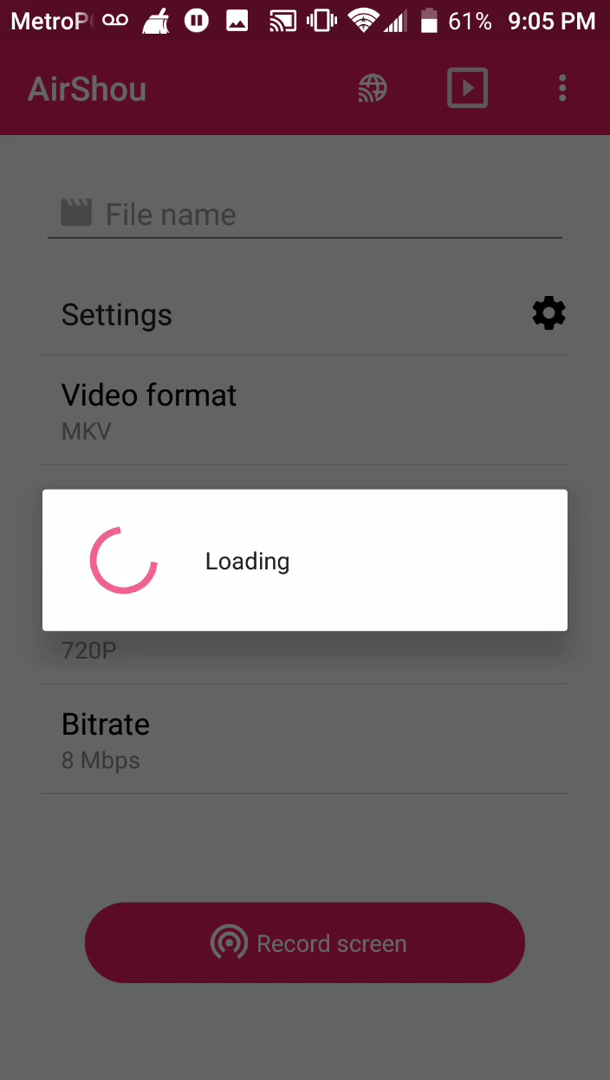 MetroP 61% 9:05 PM
AirShou
File name
Settings
Video format
MKV
Loading
720P
Bitrate
8 Mbps
Record screen